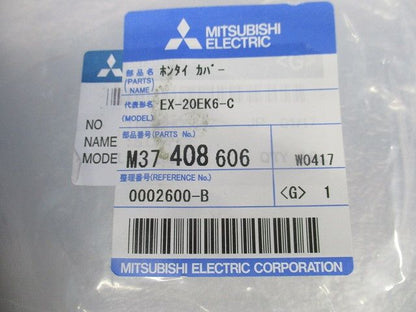 MITSUBISHI
ELECTRIC
部品名 ホンタイ カバー
(PARTS NAME)
代表形名 EX-20EK6-C
(MODEL)
部品番号(PARTS No.)
M37 408 606 W0417
整理番号(REFERENCE No.)
0002600-B <G> 1
MITSUBISHI ELECTRIC CORPORATION
NO
NAME
MODE